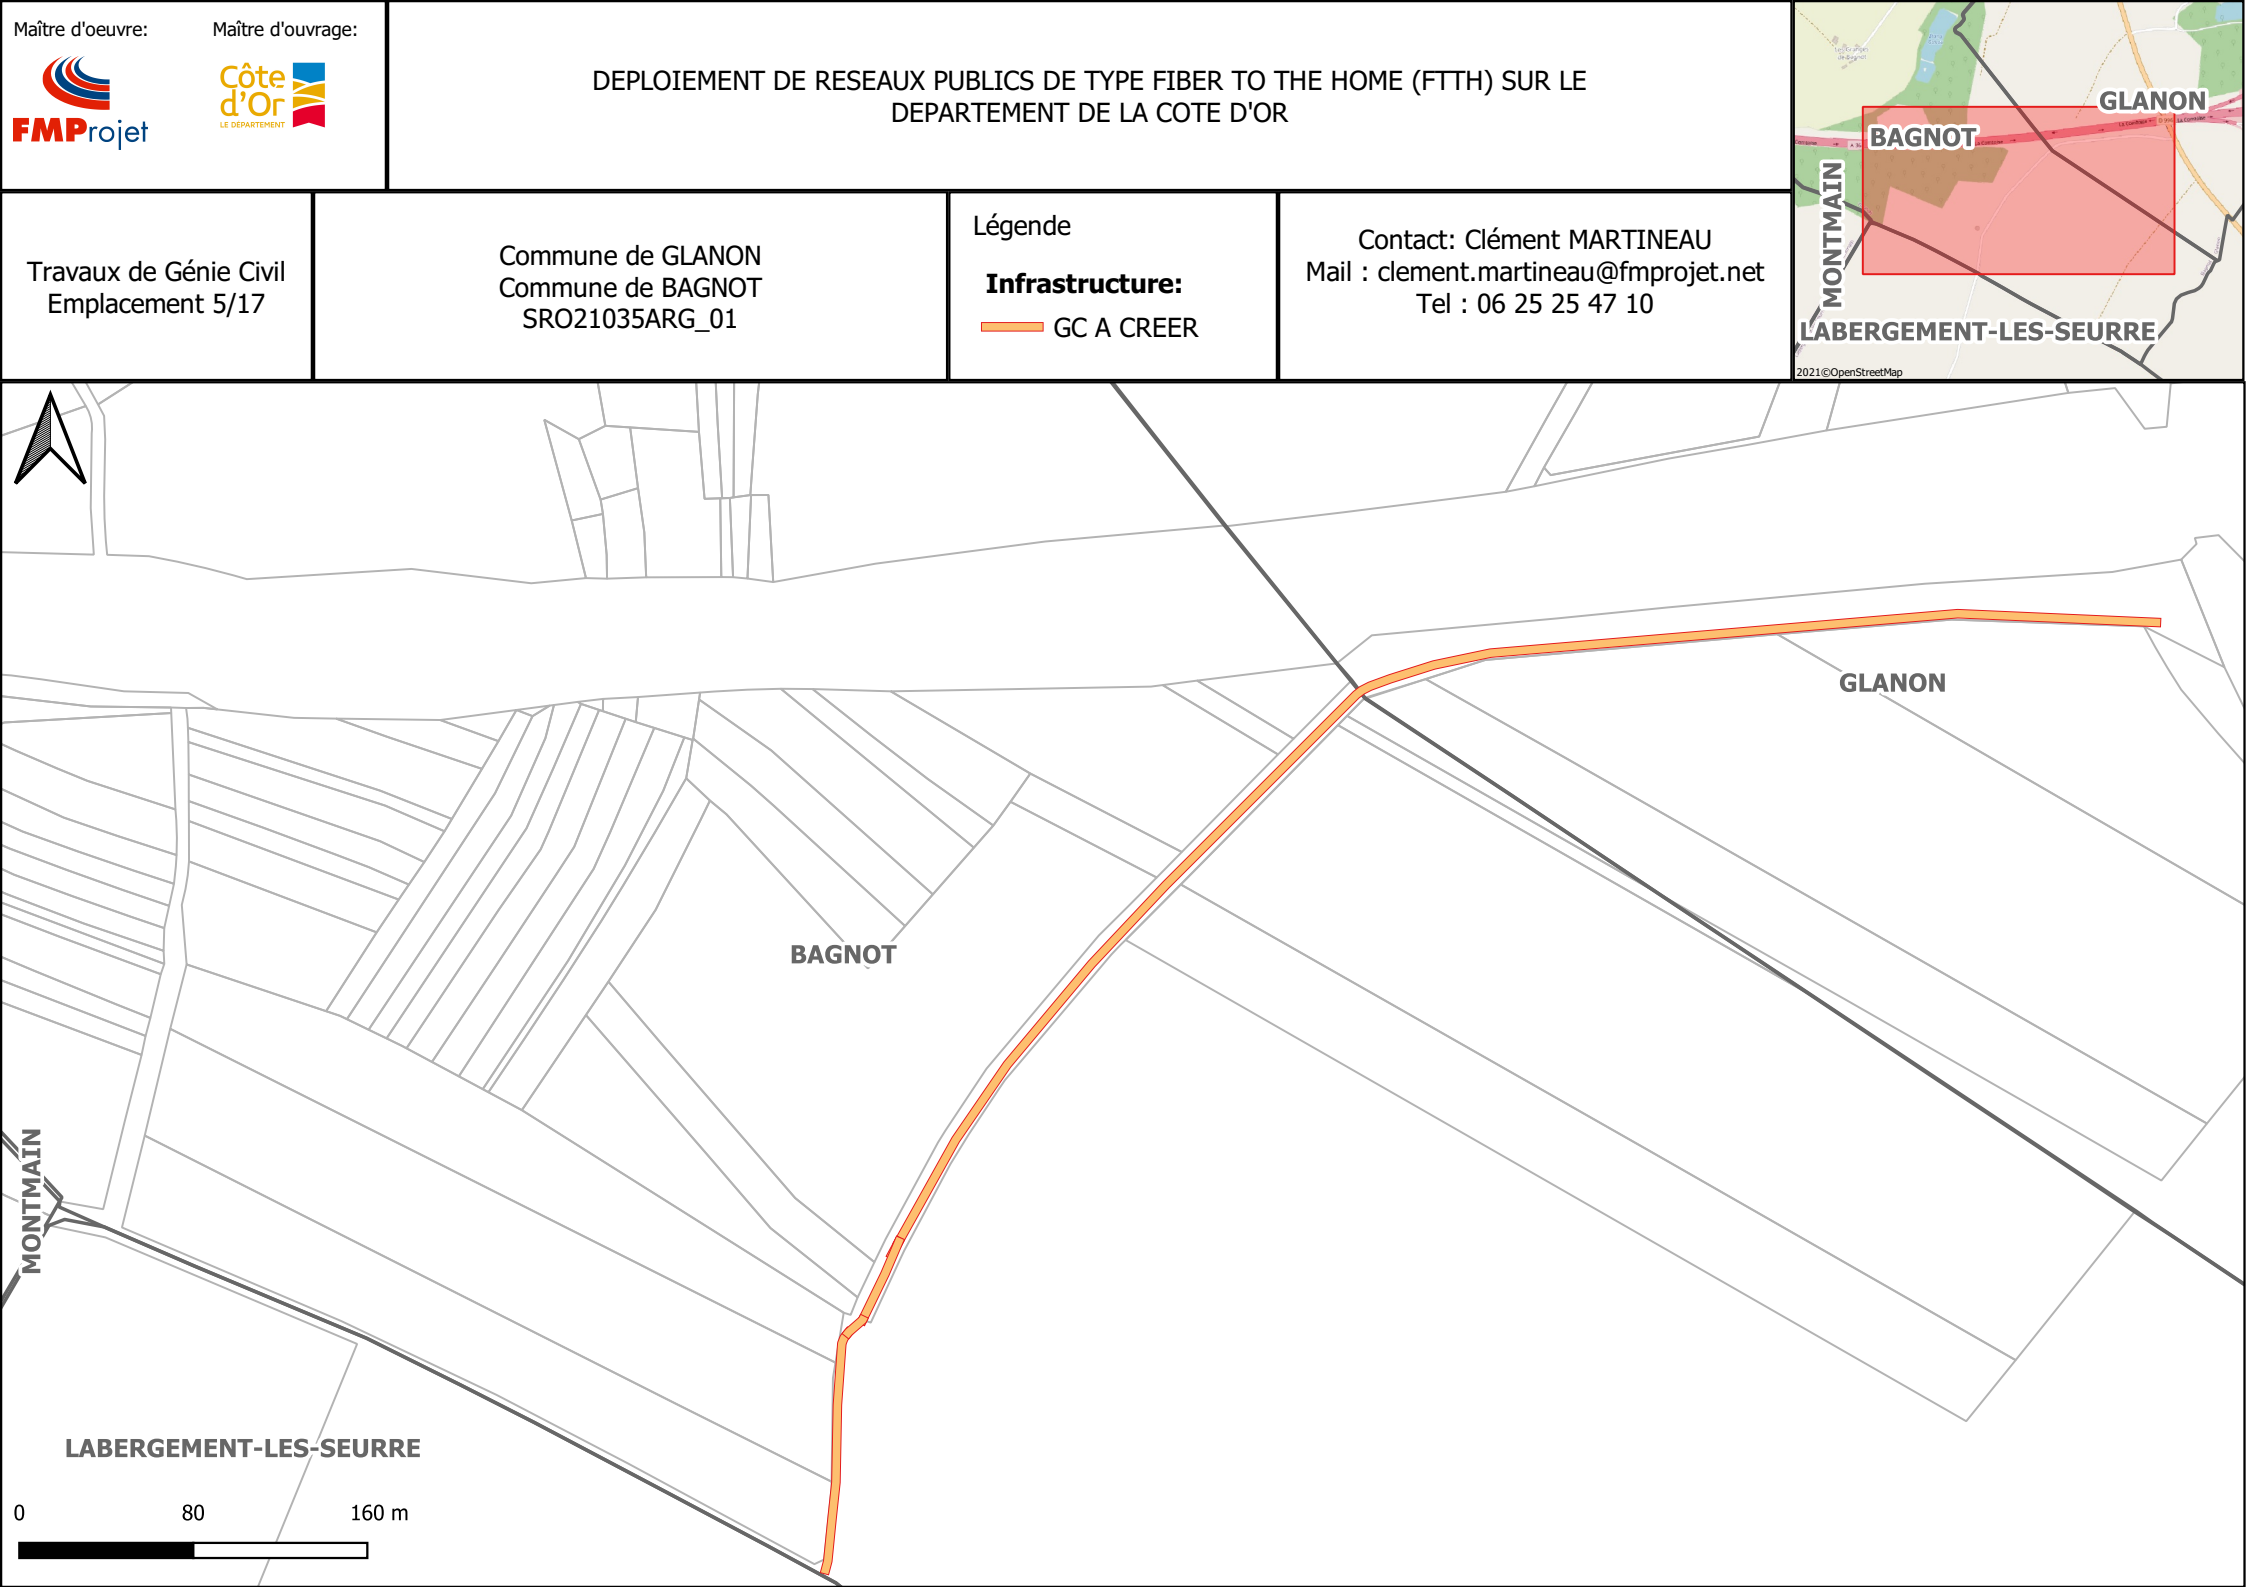 Maître d'oeuvre:
Maître d'ouvrage:
FMProjet
Côte
d'Or
LE DÉPARTEMENT
DEPLOIEMENT DE RESEAUX PUBLICS DE TYPE FIBER TO THE HOME (FTTH) SUR LE
DEPARTEMENT DE LA COTE D'OR
GLANON
BAGNOT
MONTMAIN
LABERGEMENT-LES-SEURRE
2021©OpenStreetMap
Travaux de Génie Civil
Emplacement 5/17
Commune de GLANON
Commune de BAGNOT
SRO21035ARG_01
Légende
Infrastructure:
GC A CREER
Contact: Clément MARTINEAU
Mail : clement.martineau@fmprojet.net
Tel : 06 25 25 47 10
GLANON
BAGNOT
MONTMAIN
LABERGEMENT-LES-SEURRE
0 80 160 m